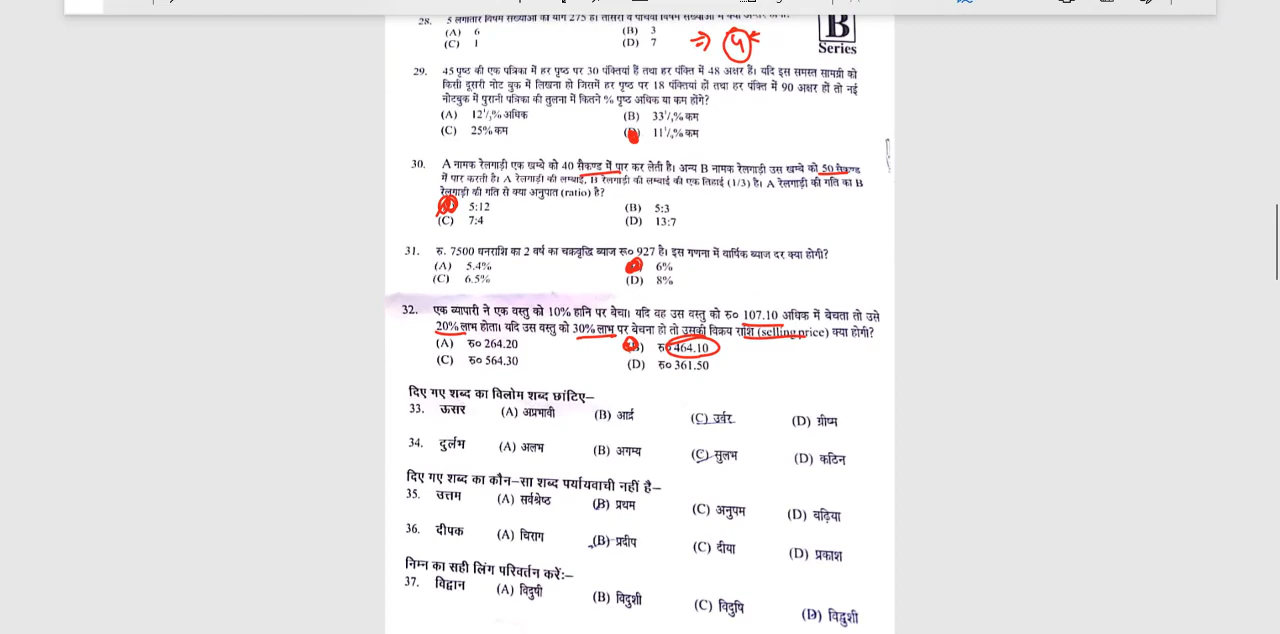 28. 5 लगातार विषम संख्याओं का योग 275 है। तीसरी व पांचवी विषम संख्याओं में क्या अन्तर होगा?
(A) 6 (B) 3
(C) 1 (D) 7
B
Series
29. 45 पृष्ठ की एक पत्रिका में हर पृष्ठ पर 30 पंक्तियां हैं तथा हर पंक्ति में 48 अक्षर हैं। यदि इस समस्त सामग्री को
किसी दूसरी नोट बुक में लिखना हो जिसमें हर पृष्ठ पर 18 पंक्तियां हों तथा हर पंक्ति में 90 अक्षर हों तो नई
नोटबुक में पुरानी पत्रिका की तुलना में कितने % पृष्ठ अधिक या कम होंगे?
(A) % अधिक (B) % कम
(C) 25% कम % कम
30. A नामक रेलगाड़ी एक खम्बे को 40 सैकण्ड में पार कर लेती है। अन्य B नामक रेलगाड़ी उस खम्बे को 50 सैकण्ड
में पार करती है। A रेलगाड़ी की लम्बाई, B रेलगाड़ी की लम्बाई की एक तिहाई (1/3) है। A रेलगाड़ी की गति का B
रेलगाड़ी की गति से क्या अनुपात (ratio) है?
5:12 (B) 5:3
(C) 7:4 (D) 13:7
31. रु. 7500 धनराशि का 2 वर्ष का चक्रवृद्धि ब्याज रू० 927 है। इस गणना में वार्षिक ब्याज दर क्या होगी?
(A) 5.4% 6%
(C) 6.5% (D) 8%
32. एक व्यापारी ने एक वस्तु को 10% हानि पर बेचा। यदि वह उस वस्तु को रु० 107.10 अधिक में बेचता तो उसे
20% लाभ होता। यदि उस वस्तु को 30% लाभ पर बेचना हो तो उसकी विक्रय राशि (selling price) क्या होगी?
(A) रु० 264.20 रु० 464.10
(C) रु० 564.30 (D) रु० 361.50
दिए गए शब्द का विलोम शब्द छांटिए–
33. ऊसर (A) अप्रभावी (B) आर्द्र (C) उर्वर (D) ग्रीष्म
34. दुर्लभ (A) अलभ (B) अगम्य (C) सुलभ (D) कठिन
दिए गए शब्द का कौन–सा शब्द पर्यायवाची नहीं है–
35. उत्तम (A) सर्वश्रेष्ठ (B) प्रथम (C) अनुपम (D) बढ़िया
36. दीपक (A) चिराग (B) प्रदीप (C) दीया (D) प्रकाश
निम्न का सही लिंग परिवर्तन करें:–
37. विद्वान (A) विदुषी (B) विदुशी (C) विदुषि (D) विद्वुशी